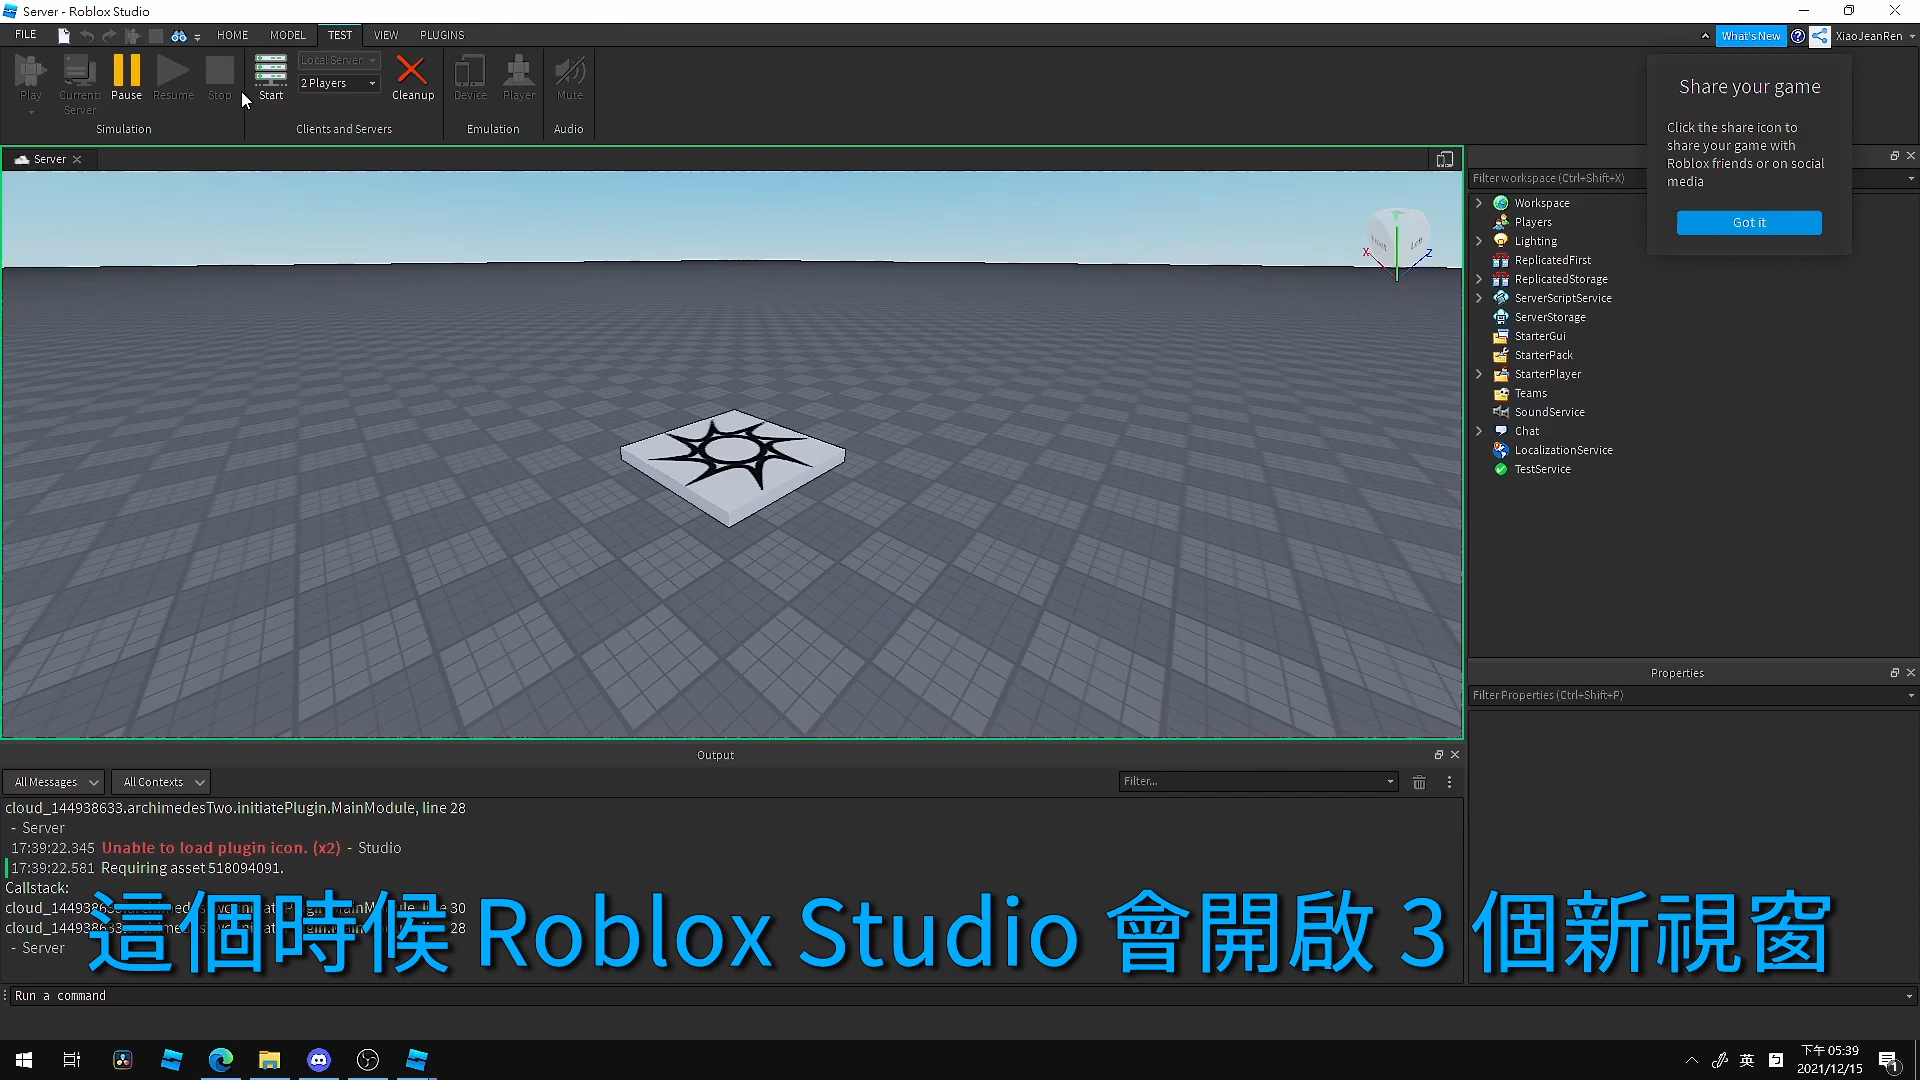 Server - Roblox Studio
FILE HOME MODEL TEST VIEW PLUGINS What's New XiaoJeanRen
Play Current: Server Pause Resume Stop Start Local Server 2 Players Cleanup Device Player Mute
Simulation Clients and Servers Emulation Audio
Share your game
Click the share icon to
share your game with
Roblox friends or on social
media
Got it
Server
Filter workspace (Ctrl+Shift+X)
Workspace
Players
Lighting
ReplicatedFirst
ReplicatedStorage
ServerScriptService
ServerStorage
StarterGui
StarterPack
StarterPlayer
Teams
SoundService
Chat
LocalizationService
TestService
X Y Z
Properties
Filter Properties (Ctrl+Shift+P)
Output
All Messages All Contexts Filter...
cloud_144938633.archimedesTwo.initiatePlugin.MainModule, line 28
- Server
17:39:22.345 Unable to load plugin icon. (x2) - Studio
17:39:22.581 Requiring asset 518094091.
Callstack:
line 30
line 28
- Server
這個時候 Roblox Studio 會開啟 3 個新視窗
Run a command
英
下午 05:39
2021/12/15
1